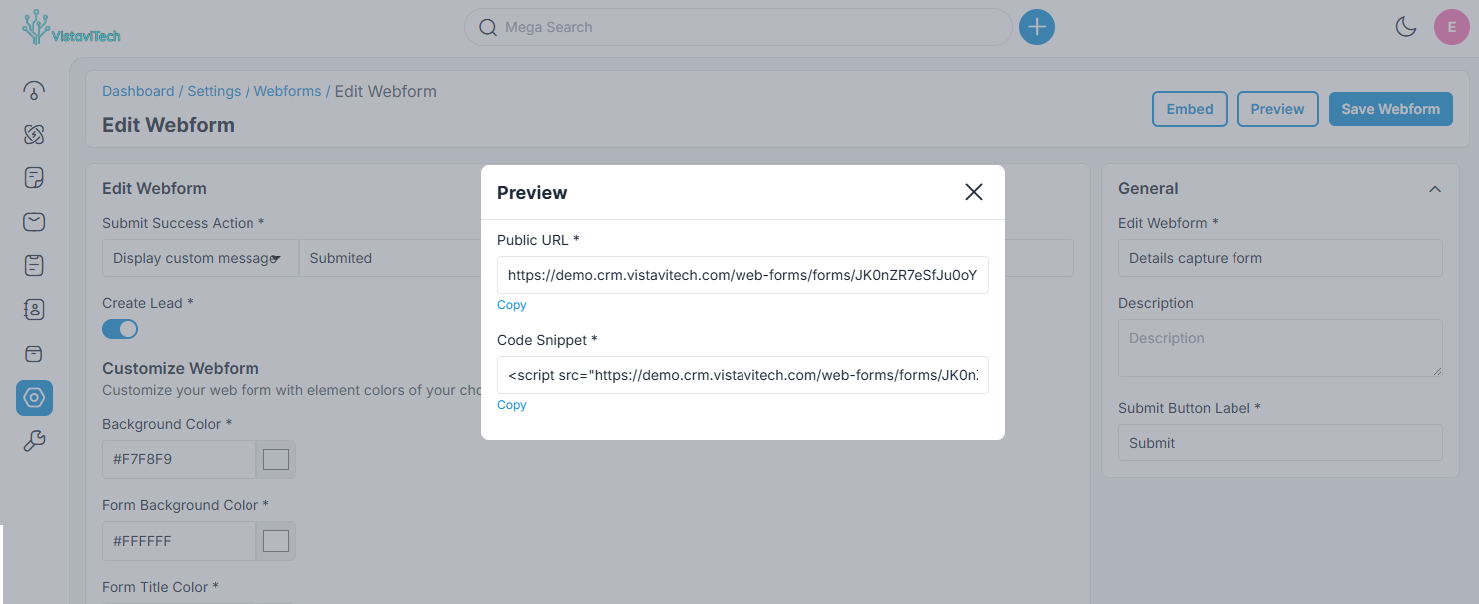 VistaviTech
Mega Search
E
Dashboard / Settings / Webforms / Edit Webform
Edit Webform
Embed
Preview
Save Webform
Edit Webform
Submit Success Action *
Display custom message
Submited
Create Lead *
Customize Webform
Customize your web form with element colors of your
Background Color *
#F7F8F9
Form Background Color *
#FFFFFF
Form Title Color *
Preview
Public URL *
https://demo.crm.vistavitech.com/web-forms/forms/JK0nZR7eSfJu0oY
Copy
Code Snippet *
<script src="https://demo.crm.vistavitech.com/web-forms/forms/JK0n
Copy
General
Edit Webform *
Details capture form
Description
Description
Submit Button Label *
Submit